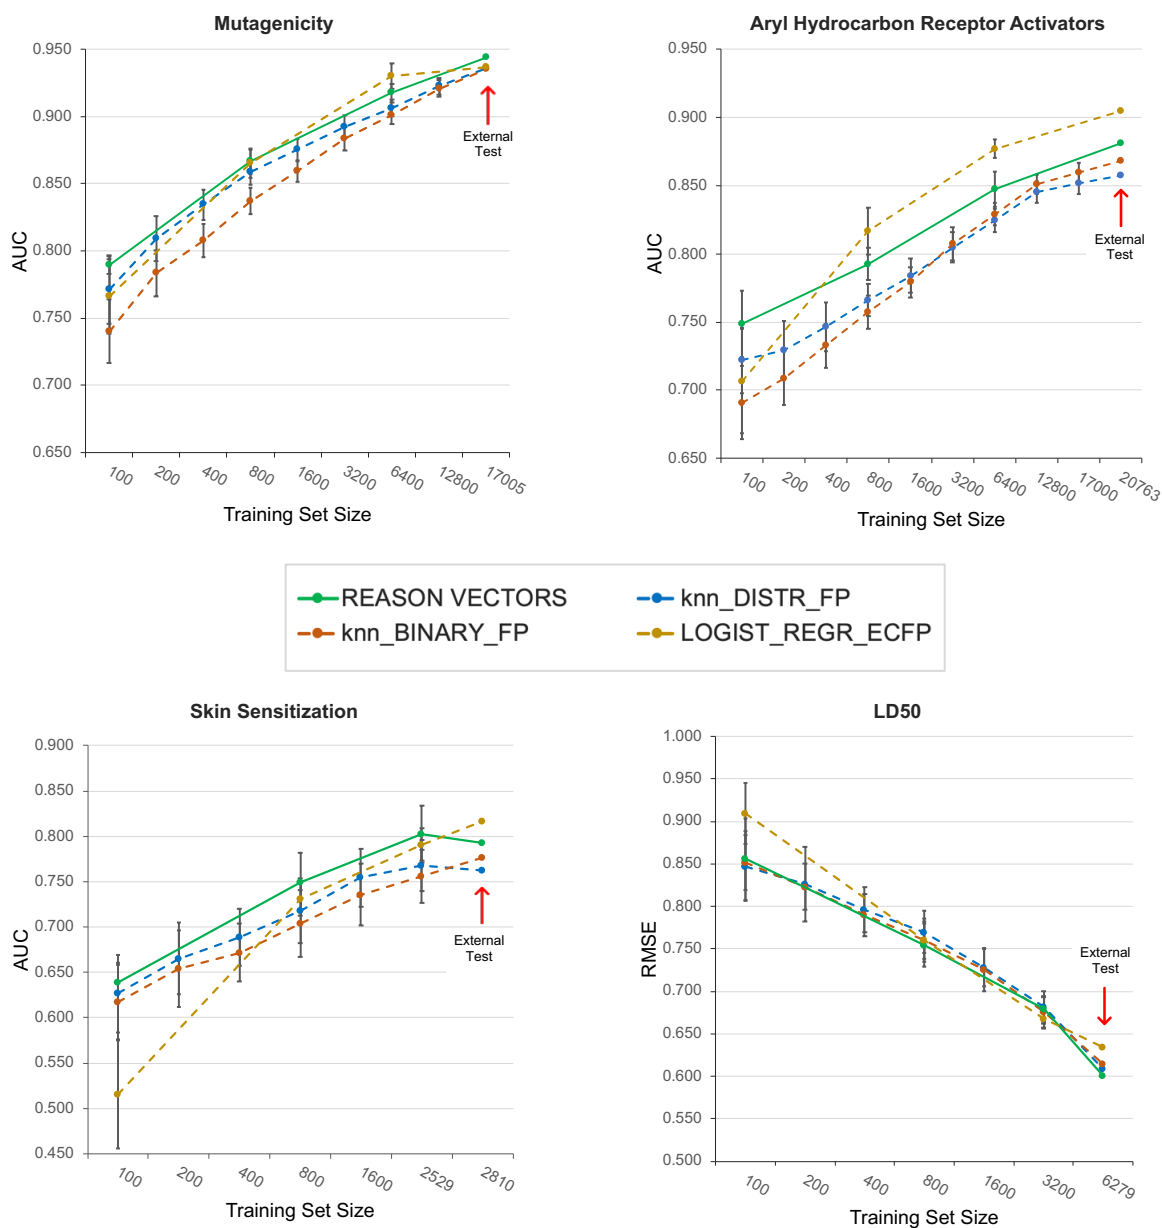 Mutagenicity
0.950
0.900
0.850
0.800
0.750
0.700
0.650
AUC
External
Test
100
200
400
800
1600
3200
6400
12800
17005
Training Set Size
Aryl Hydrocarbon Receptor Activators
0.950
0.900
0.850
0.800
0.750
0.700
0.650
AUC
External
Test
100
200
400
800
1600
3200
6400
12800
17000
20763
Training Set Size
REASON VECTORS
knn_DISTR_FP
knn_BINARY_FP
LOGIST_REGR_ECFP
Skin Sensitization
0.900
0.850
0.800
0.750
0.700
0.650
0.600
0.550
0.500
0.450
AUC
External
Test
100
200
400
800
1600
2529
2810
Training Set Size
LD50
1.000
0.950
0.900
0.850
0.800
0.750
0.700
0.650
0.600
0.550
0.500
RMSE
External
Test
100
200
400
800
1600
3200
6279
Training Set Size